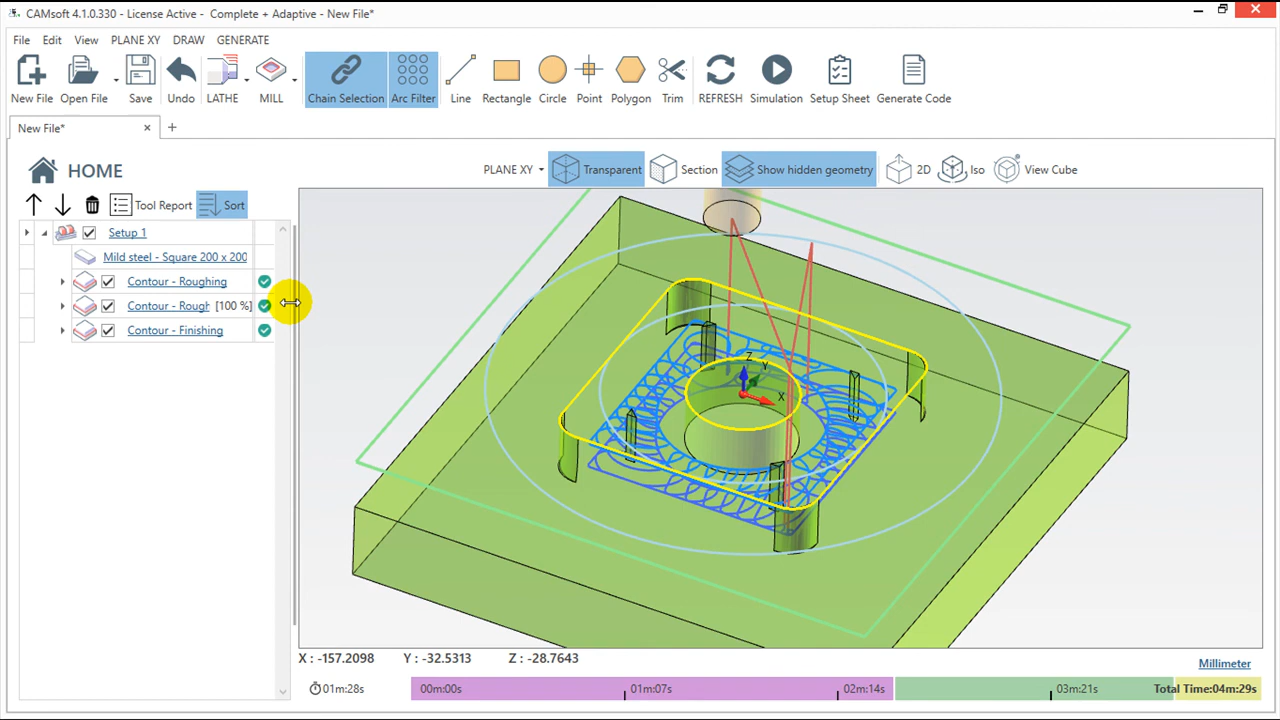 CAMsoft 4.1.0.330 - License Active - Complete + Adaptive - New File*
File Edit View PLANE XY DRAW GENERATE
New File Open File Save Undo LATHE MILL Chain Selection Arc Filter Line Rectangle Circle Point Polygon Trim REFRESH Simulation Setup Sheet Generate Code
New File*
HOME
PLANE XY Transparent Section Show hidden geometry 2D Iso View Cube
Tool Report Sort
Setup 1
Mild steel - Square 200 x 200
Contour - Roughing
Contour - Rough [100 %]
Contour - Finishing
Z
Y
X
X : -157.2098 Y : -32.5313 Z : -28.7643
Millimeter
01m:28s 00m:00s 01m:07s 02m:14s 03m:21s Total Time:04m:29s